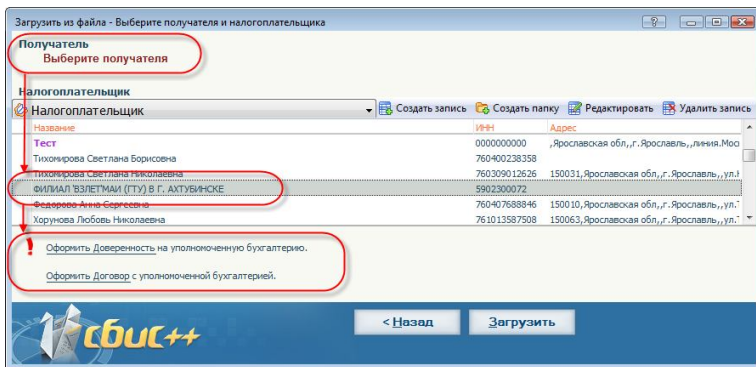 Загрузить из файла - Выберите получателя и налогоплательщика
Получатель
Выберите получателя
Налогоплательщик
Налогоплательщик Создать запись Создать папку Редактировать Удалить запись
Название ИНН Адрес
Тест 0000000000 ,Ярославская обл,,г.Ярославль,,линия.Мос
Тихомирова Светлана Борисовна 760400238358
Тихомирова Светлана Николаевна 760309012626 150031,Ярославская обл,,г.Ярославль,,ул.
ФИЛИАЛ 'ВЗЛЕТ'МАИ (ГТУ) В Г. АХТУБИНСКЕ 5902300072
Федорова Анна Сергеевна 760407688846 150010,Ярославская обл,,г.Ярославль,,ул.
Хорунова Любовь Николаевна 761013587508 150063,Ярославская обл,,г.Ярославль,,ул.
! Оформить Доверенность на уполномоченную бухгалтерию.
Оформить Договор с уполномоченной бухгалтерией.
< Назад Загрузить
сбис++